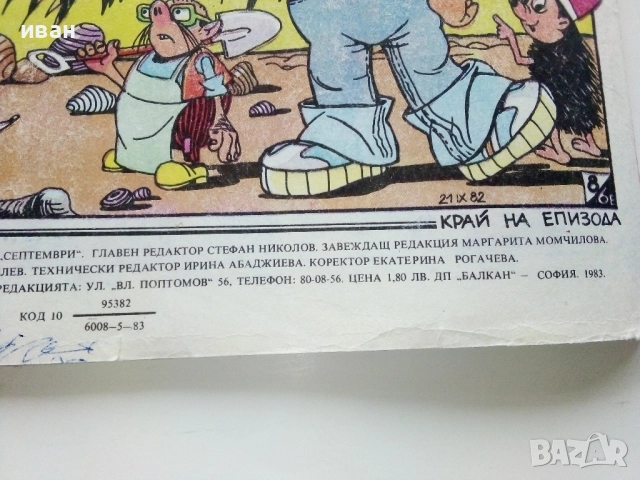 иван
21 IX 82
8/6Е
КРАЙ НА ЕПИЗОДА
„СЕПТЕМВРИ“. ГЛАВЕН РЕДАКТОР СТЕФАН НИКОЛОВ. ЗАВЕЖДАЩ РЕДАКЦИЯ МАРГАРИТА МОМЧИЛОВА.
ЛЕВ. ТЕХНИЧЕСКИ РЕДАКТОР ИРИНА АБАДЖИЕВА. КОРЕКТОР ЕКАТЕРИНА РОГАЧЕВА.
РЕДАКЦИЯТА: УЛ. „ВЛ. ПОПТОМОВ“ 56, ТЕЛЕФОН: 80-08-56. ЦЕНА 1,80 ЛВ. ДП „БАЛКАН“ – СОФИЯ. 1983.
95382
КОД 10
6008–5–83
BAZAR